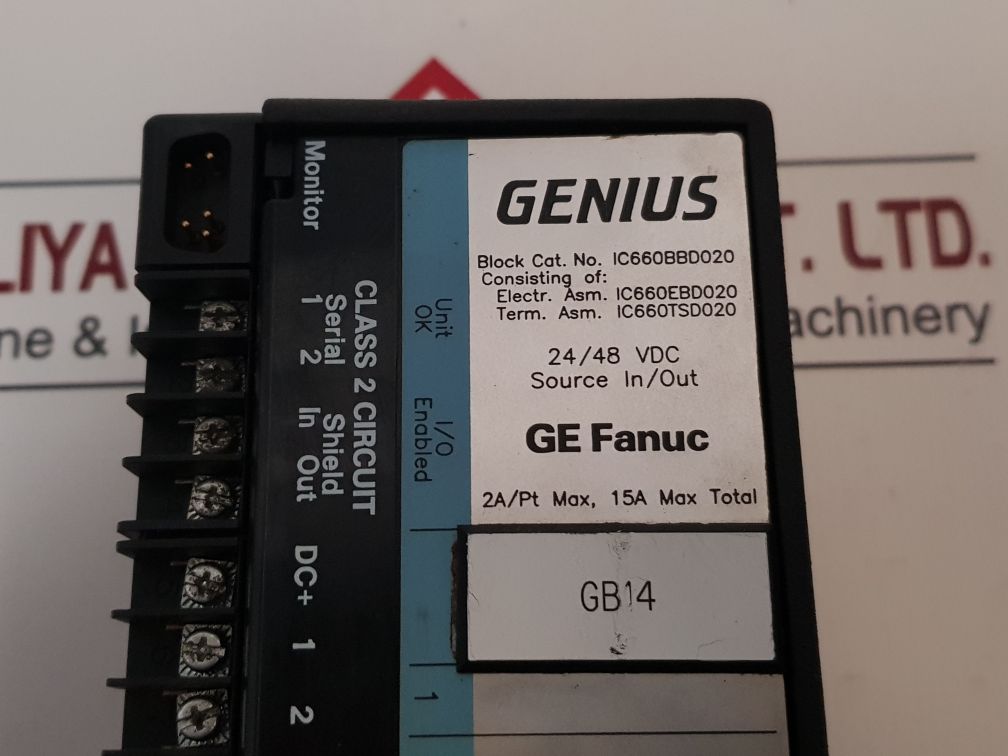 GENIUS
Block Cat. No. IC660BBD020
Consisting of:
Electr. Asm. IC660EBD020
Term. Asm. IC660TSD020
24/48 VDC
Source In/Out
GE Fanuc
2A/Pt Max, 15A Max Total
GB14
Monitor
CLASS 2 CIRCUIT
Serial
1 2
Shield
In Out
DC+ 1 2
Unit
OK
I/O
Enabled
1
LIYA
T. LTD.
ne &
achinery